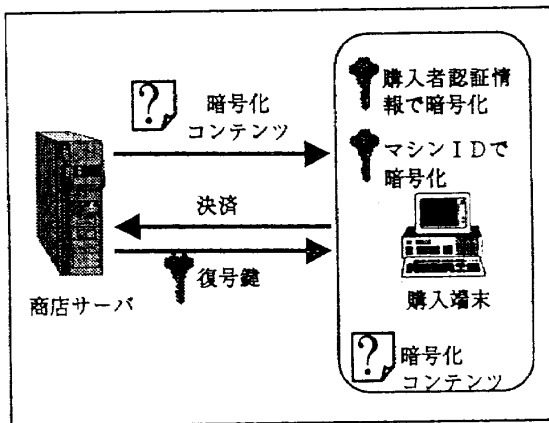 暗号化
コンテンツ
決済
復号鍵
商店サーバ
購入者認証情
報で暗号化
マシンIDで
暗号化
購入端末
暗号化
コンテンツ